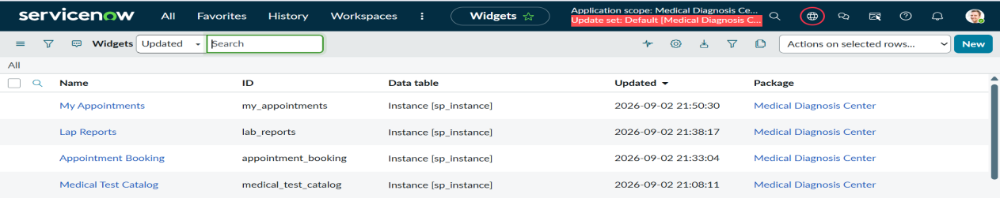 servicenow All Favorites History Workspaces Widgets Application scope: Medical Diagnosis Ce...
Update set: Default [Medical Diagnosis C...
Widgets Updated Search Actions on selected rows... New
All
Name ID Data table Updated Package
My Appointments my_appointments Instance [sp_instance] 2026-09-02 21:50:30 Medical Diagnosis Center
Lap Reports lab_reports Instance [sp_instance] 2026-09-02 21:38:17 Medical Diagnosis Center
Appointment Booking appointment_booking Instance [sp_instance] 2026-09-02 21:33:04 Medical Diagnosis Center
Medical Test Catalog medical_test_catalog Instance [sp_instance] 2026-09-02 21:08:11 Medical Diagnosis Center